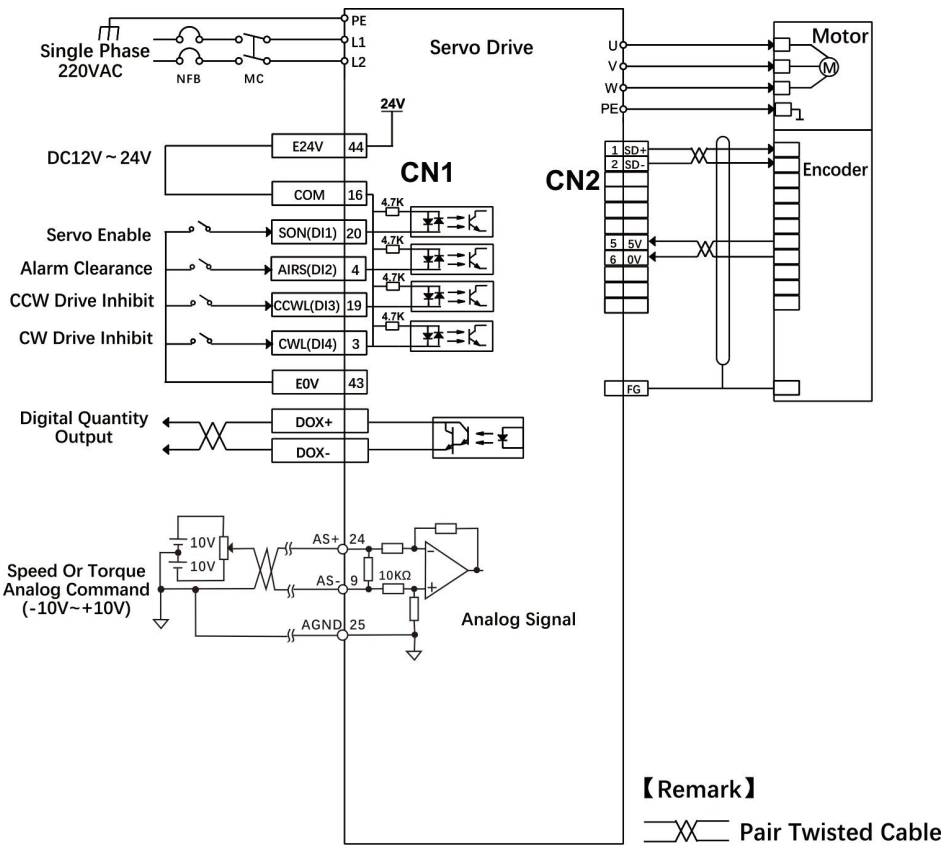 PE
Single Phase
220VAC
L1
L2
NFB
MC
Servo Drive
U
V
W
PE
Motor
M
24V
DC12V ~ 24V
E24V 44
CN1
COM 16
4.7K
Servo Enable
SON(DI1) 20
4.7K
Alarm Clearance
AIRS(DI2) 4
4.7K
CCW Drive Inhibit
CCWL(DI3) 19
4.7K
CW Drive Inhibit
CWL(DI4) 3
E0V 43
CN2
1 SD+
2 SD-
5 5V
6 0V
FG
Encoder
Digital Quantity
Output
DOX+
DOX-
10V
10V
Speed Or Torque
Analog Command
(-10V~+10V)
AS+ 24
AS- 9
10KΩ
−
+
AGND 25
Analog Signal
【Remark】
Pair Twisted Cable